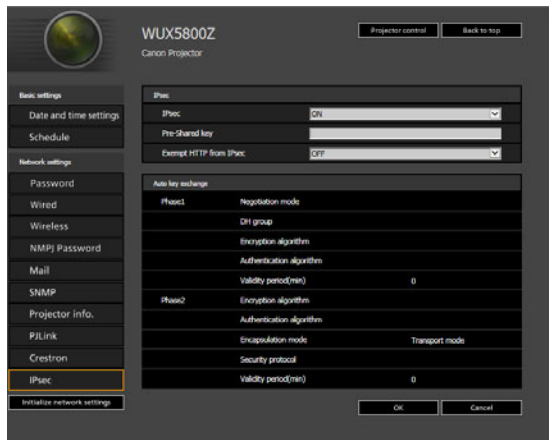 WUX5800Z
Canon Projector
Projector control
Back to top
Basic settings
Date and time settings
Schedule
Network settings
Password
Wired
Wireless
NMPJ Password
Mail
SNMP
Projector info.
PJLink
Crestron
IPsec
Initialize network settings
IPsec
IPsec ON
Pre-Shared key
Exempt HTTP from IPsec OFF
Auto key exchange
Phase1 Negotiation mode
DH group
Encryption algorithm
Authentication algorithm
Validity period(min) 0
Phase2 Encryption algorithm
Authentication algorithm
Encapsulation mode Transport mode
Security protocol
Validity period(min) 0
OK Cancel